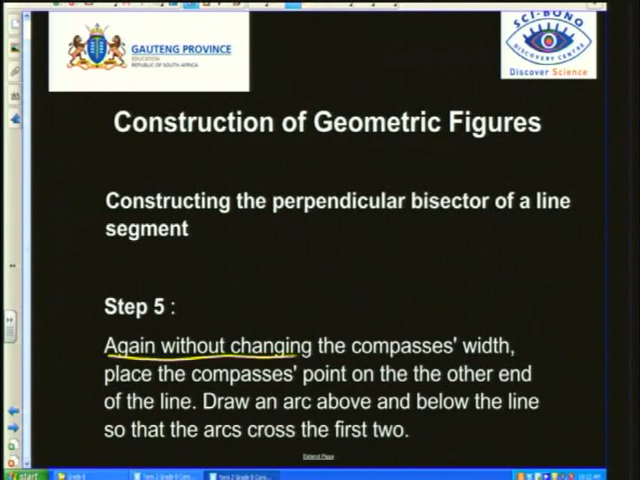 GAUTENG PROVINCE
EDUCATION
REPUBLIC OF SOUTH AFRICA
SCI-BONO
DISCOVERY CENTRE
Discover Science
Construction of Geometric Figures
Constructing the perpendicular bisector of a line
segment
Step 5 :
Again without changing the compasses' width,
place the compasses' point on the the other end
of the line. Draw an arc above and below the line
so that the arcs cross the first two.
Extend Page
start
Grade 8